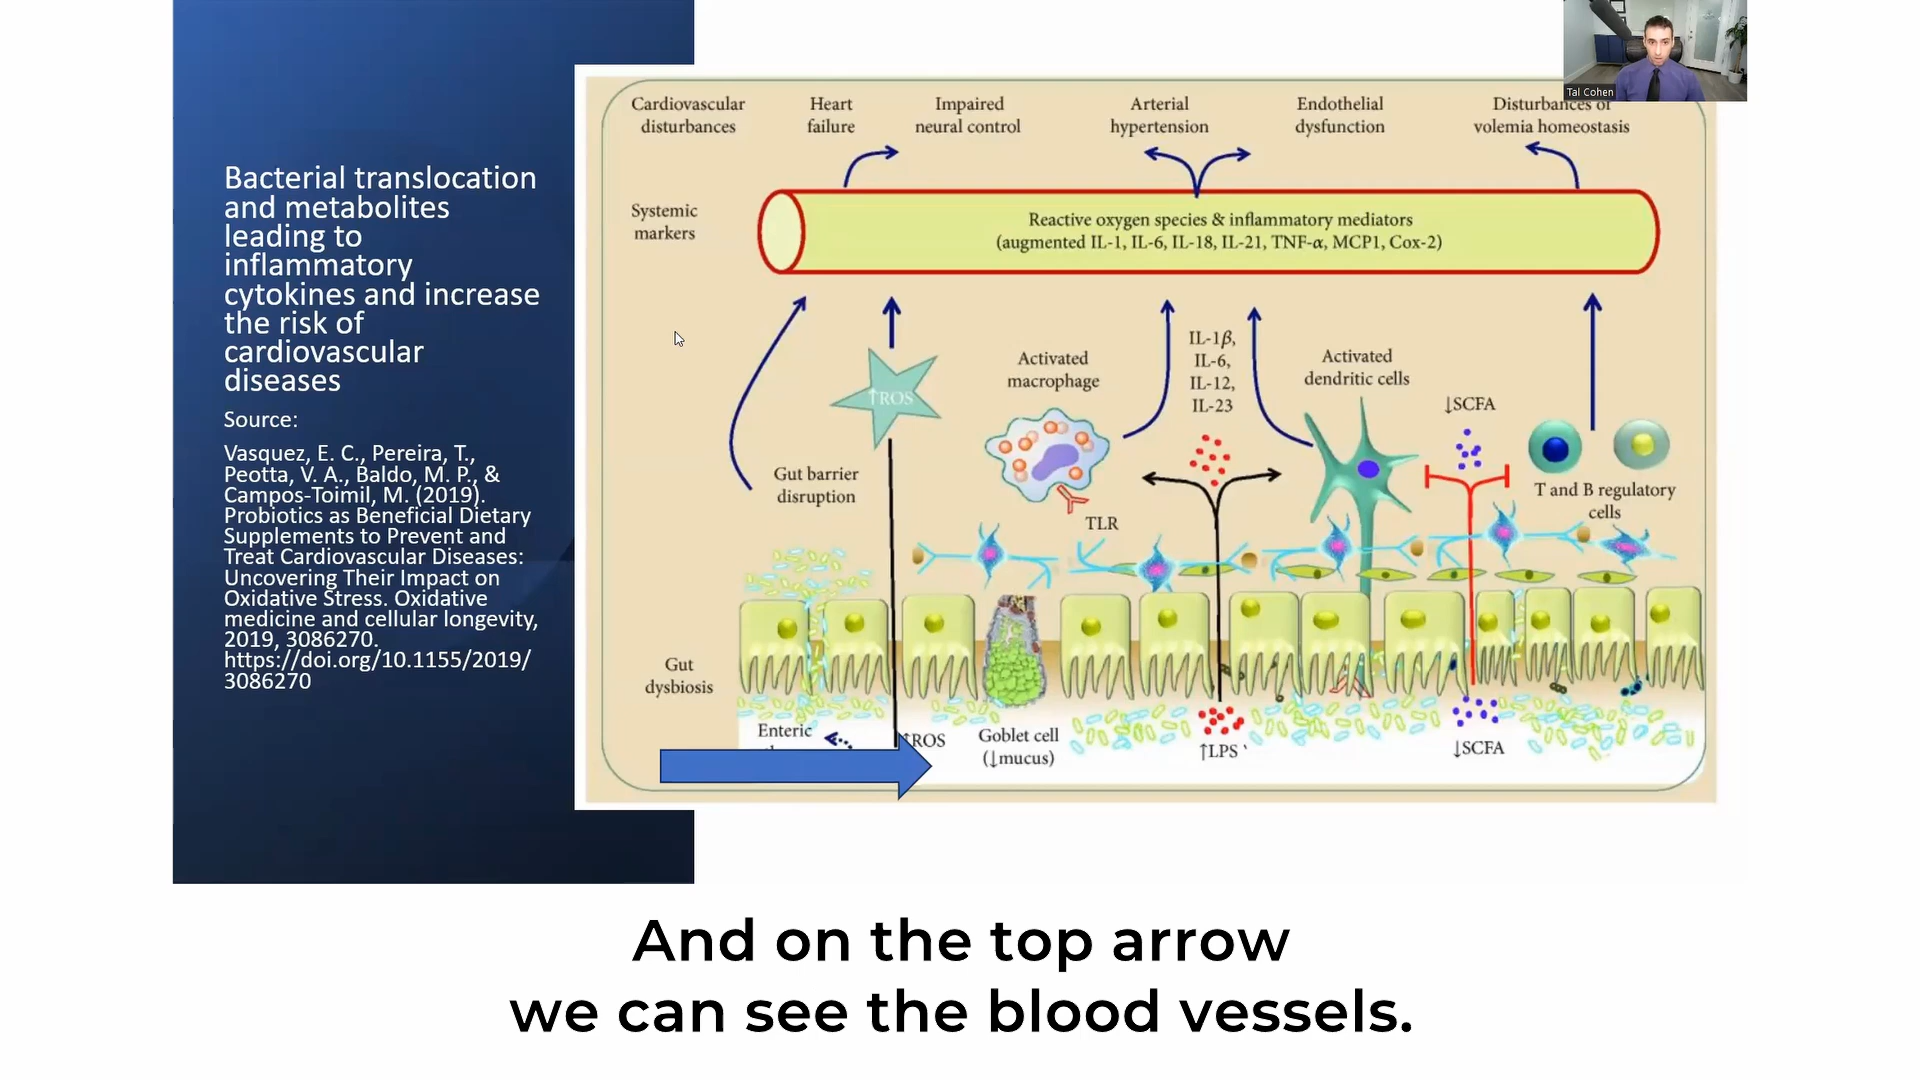 Tal Cohen
Bacterial translocation
and metabolites
leading to
inflammatory
cytokines and increase
the risk of
cardiovascular
diseases
Source:
Vasquez, E. C., Pereira, T.,
Peotta, V. A., Baldo, M. P., &
Campos-Toimil, M. (2019).
Probiotics as Beneficial Dietary
Supplements to Prevent and
Treat Cardiovascular Diseases:
Uncovering Their Impact on
Oxidative Stress. Oxidative
medicine and cellular longevity,
2019, 3086270.
https://doi.org/10.1155/2019/
3086270
Cardiovascular
disturbances
Heart
failure
Impaired
neural control
Arterial
hypertension
Endothelial
dysfunction
Disturbances of
volemia homeostasis
Systemic
markers
Reactive oxygen species & inflammatory mediators
(augmented IL-1, IL-6, IL-18, IL-21, TNF-α, MCP1, Cox-2)
↑ROS
Gut barrier
disruption
Activated
macrophage
TLR
IL-1β,
IL-6,
IL-12,
IL-23
Activated
dendritic cells
↓SCFA
T and B regulatory
cells
Gut
dysbiosis
Enteric
↑ROS
Goblet cell
(↓mucus)
↑LPS
↓SCFA
And on the top arrow
we can see the blood vessels.